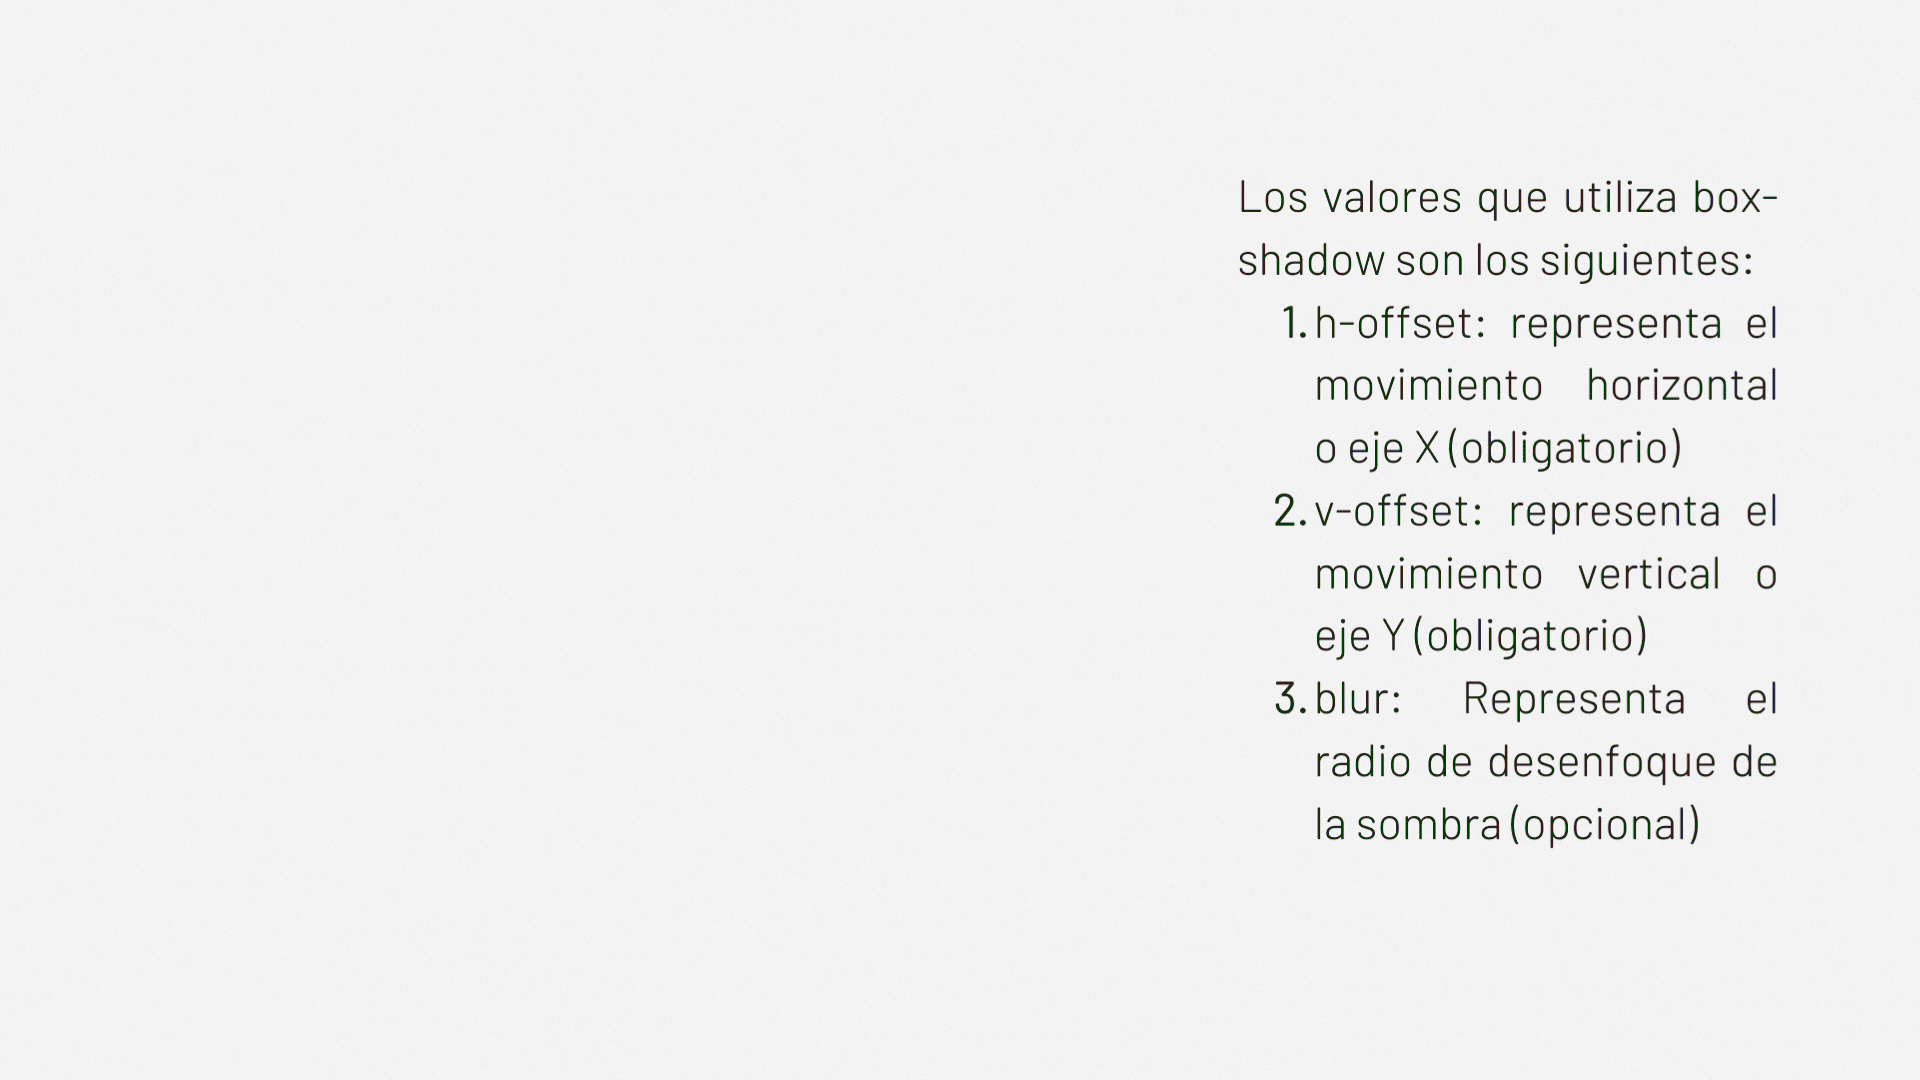 Los valores que utiliza box-
shadow son los siguientes:
1. h-offset: representa el
movimiento horizontal
o eje X (obligatorio)
2. v-offset: representa el
movimiento vertical o
eje Y (obligatorio)
3. blur: Representa el
radio de desenfoque de
la sombra (opcional)